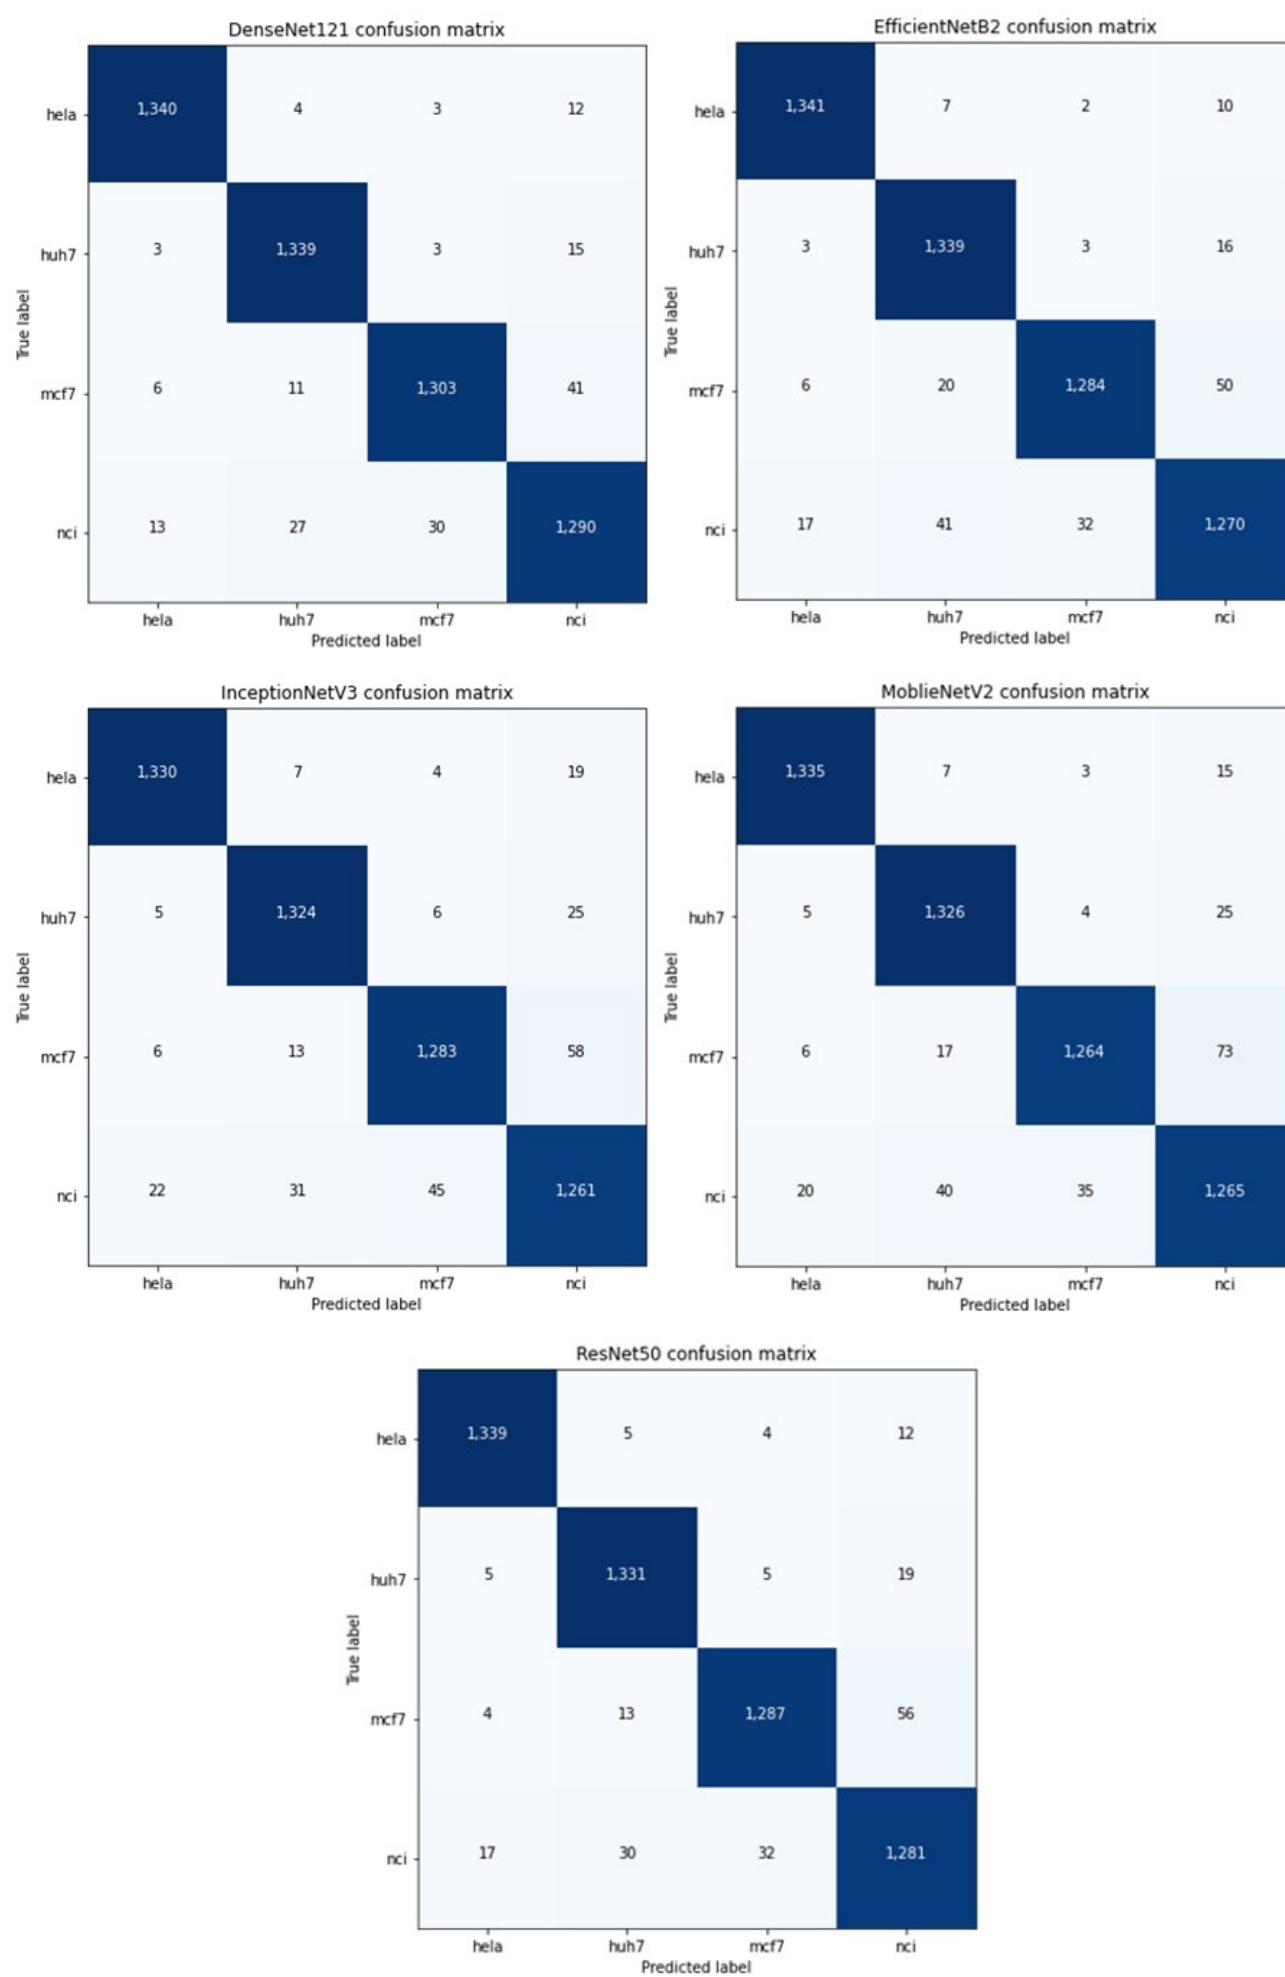 DenseNet121 confusion matrix
hela 1,340 4 3 12
huh7 3 1,339 3 15
mcf7 6 11 1,303 41
nci 13 27 30 1,290
hela huh7 mcf7 nci
Predicted label
True label
EfficientNetB2 confusion matrix
hela 1,341 7 2 10
huh7 3 1,339 3 16
mcf7 6 20 1,284 50
nci 17 41 32 1,270
hela huh7 mcf7 nci
Predicted label
True label
InceptionNetV3 confusion matrix
hela 1,330 7 4 19
huh7 5 1,324 6 25
mcf7 6 13 1,283 58
nci 22 31 45 1,261
hela huh7 mcf7 nci
Predicted label
True label
MoblieNetV2 confusion matrix
hela 1,335 7 3 15
huh7 5 1,326 4 25
mcf7 6 17 1,264 73
nci 20 40 35 1,265
hela huh7 mcf7 nci
Predicted label
True label
ResNet50 confusion matrix
hela 1,339 5 4 12
huh7 5 1,331 5 19
mcf7 4 13 1,287 56
nci 17 30 32 1,281
hela huh7 mcf7 nci
Predicted label
True label